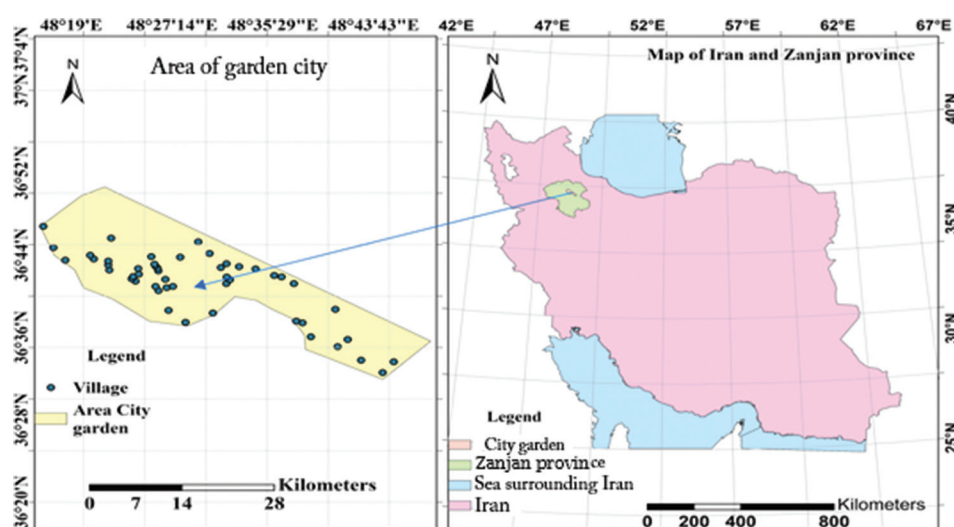 48°19'"E 48°27'14"E 48°35'29"E 48°43'43"E
37°4'N
37°N
36°52'N
36°44'N
36°36'N
36°28'N
36°20'N
Area of garden city
N
Legend
Village
Area City
garden
Kilometers
0 7 14 28
42°E 47°E 52°E 57°E 62°E 67°E
Map of Iran and Zanjan province
N
40°N
35°N
30°N
25°N
Legend
City garden
Zanjan province
Sea surrounding Iran
Iran
Kilometers
0 200 400 800